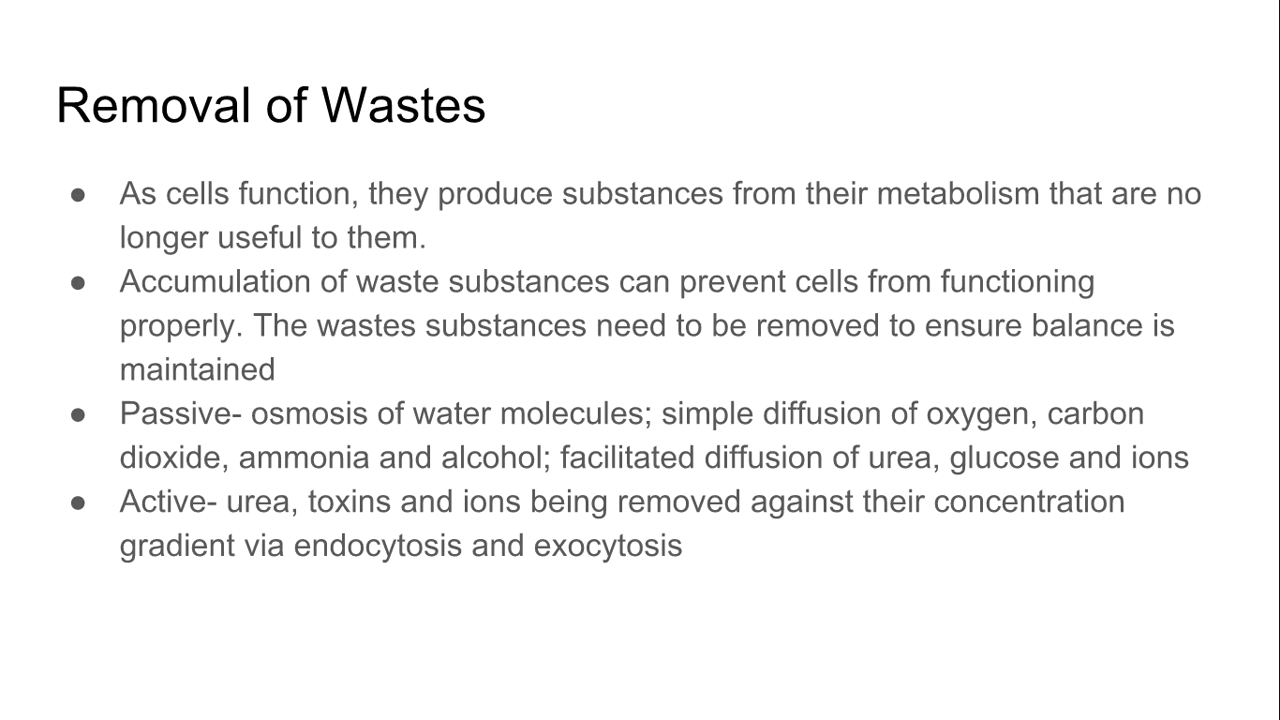 Removal of Wastes
● As cells function, they produce substances from their metabolism that are no
longer useful to them.
● Accumulation of waste substances can prevent cells from functioning
properly. The wastes substances need to be removed to ensure balance is
maintained
● Passive- osmosis of water molecules; simple diffusion of oxygen, carbon
dioxide, ammonia and alcohol; facilitated diffusion of urea, glucose and ions
● Active- urea, toxins and ions being removed against their concentration
gradient via endocytosis and exocytosis